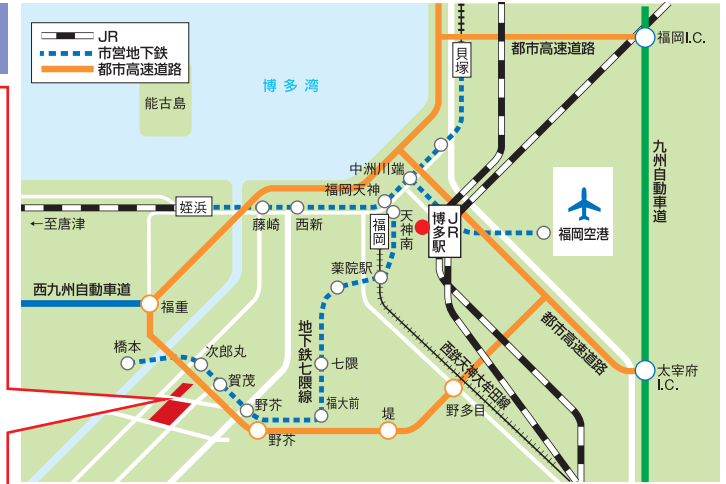 JR
市営地下鉄
都市高速道路
博多湾
能古島
都市高速道路
福岡I.C.
貝塚
中洲川端
福岡天神
姪浜
藤崎
西新
←至唐津
福岡
天神南
JR
博多駅
福岡空港
九州自動車道
西九州自動車道
福重
薬院駅
橋本
次郎丸
賀茂
野芥
地下鉄七隈線
七隈
福大前
西鉄天神大牟田線
都市高速道路
太宰府
I.C.
野芥
堤
野多目